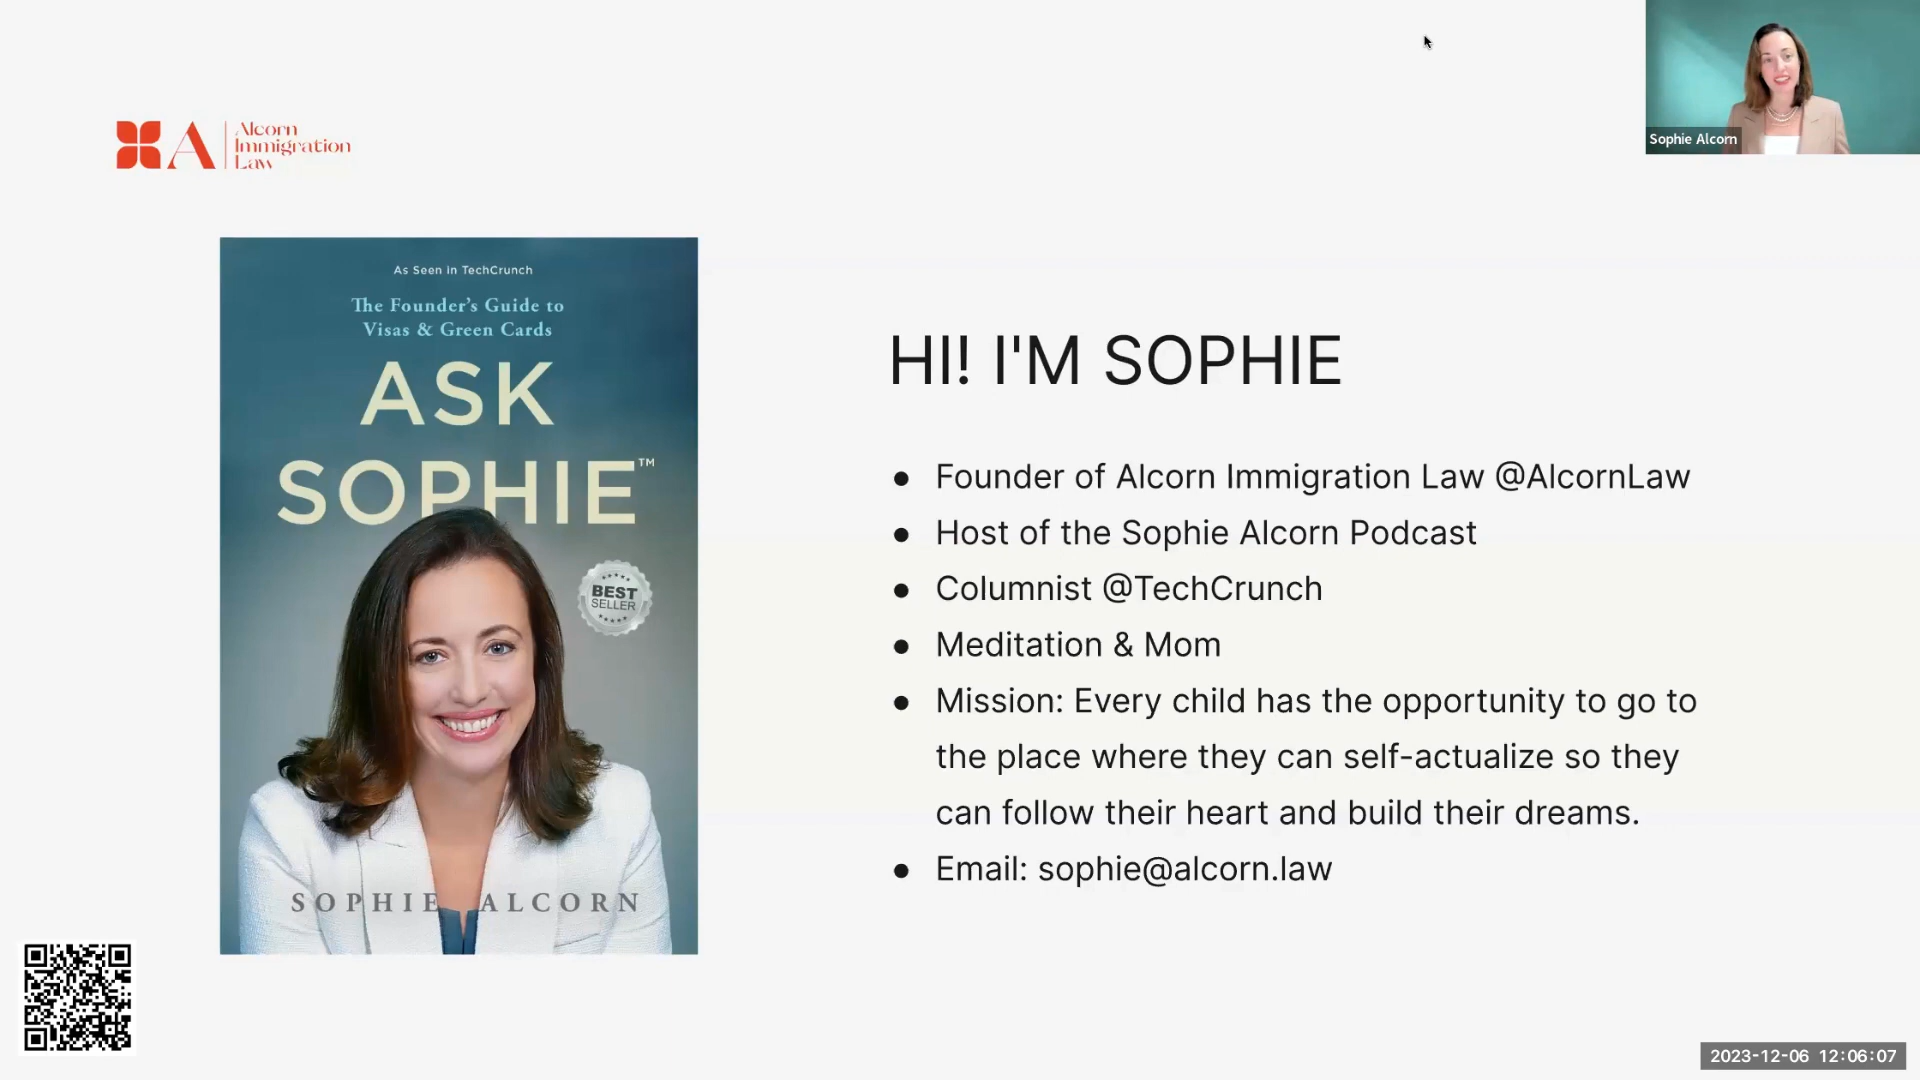 Alcorn
Immigration
Law
Sophie Alcorn
As Seen in TechCrunch
The Founder's Guide to
Visas & Green Cards
ASK
SOPHIE™
BEST
SELLER
SOPHIE ALCORN
HI! I'M SOPHIE
● Founder of Alcorn Immigration Law @AlcornLaw
● Host of the Sophie Alcorn Podcast
● Columnist @TechCrunch
● Meditation & Mom
● Mission: Every child has the opportunity to go to
the place where they can self-actualize so they
can follow their heart and build their dreams.
● Email: sophie@alcorn.law
2023-12-06 12:06:07